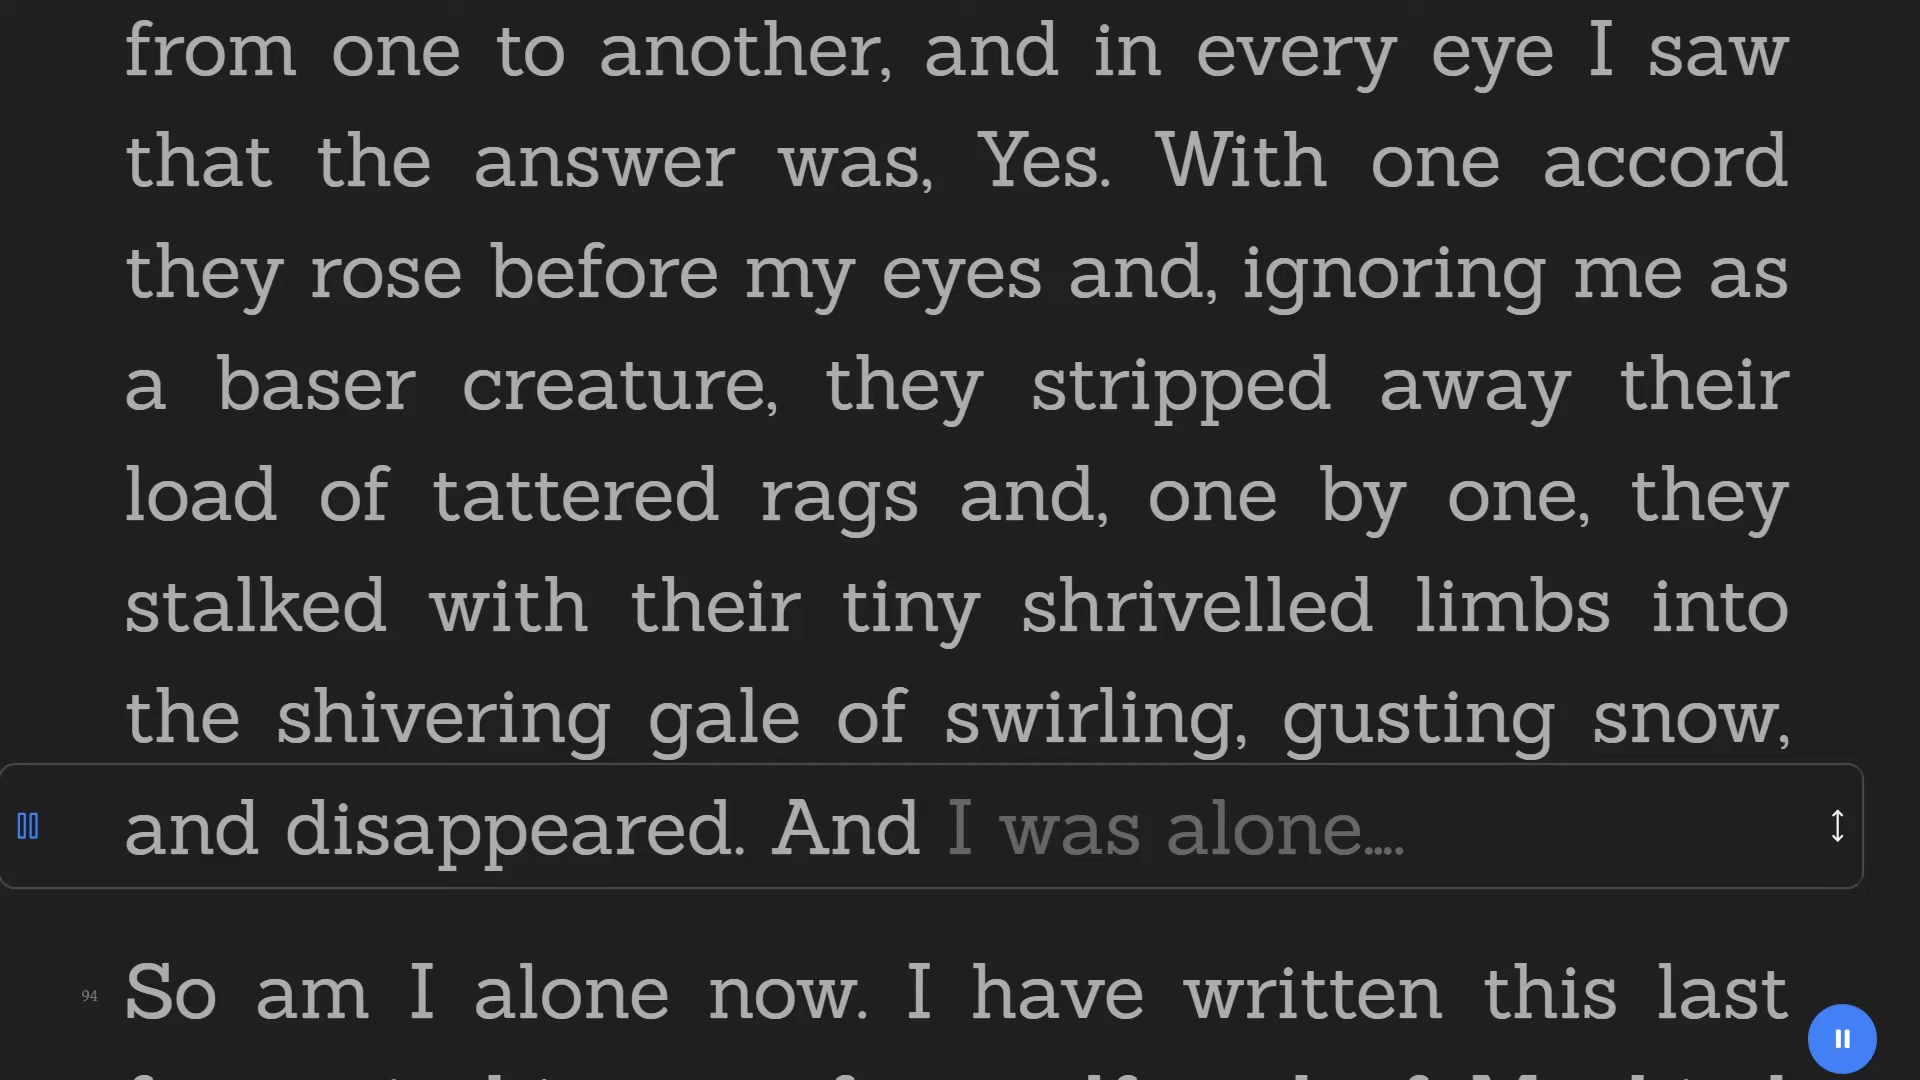 from one to another, and in every eye I saw
that the answer was, Yes. With one accord
they rose before my eyes and, ignoring me as
a baser creature, they stripped away their
load of tattered rags and, one by one, they
stalked with their tiny shrivelled limbs into
the shivering gale of swirling, gusting snow,
and disappeared. And I was alone....
94 So am I alone now. I have written this last